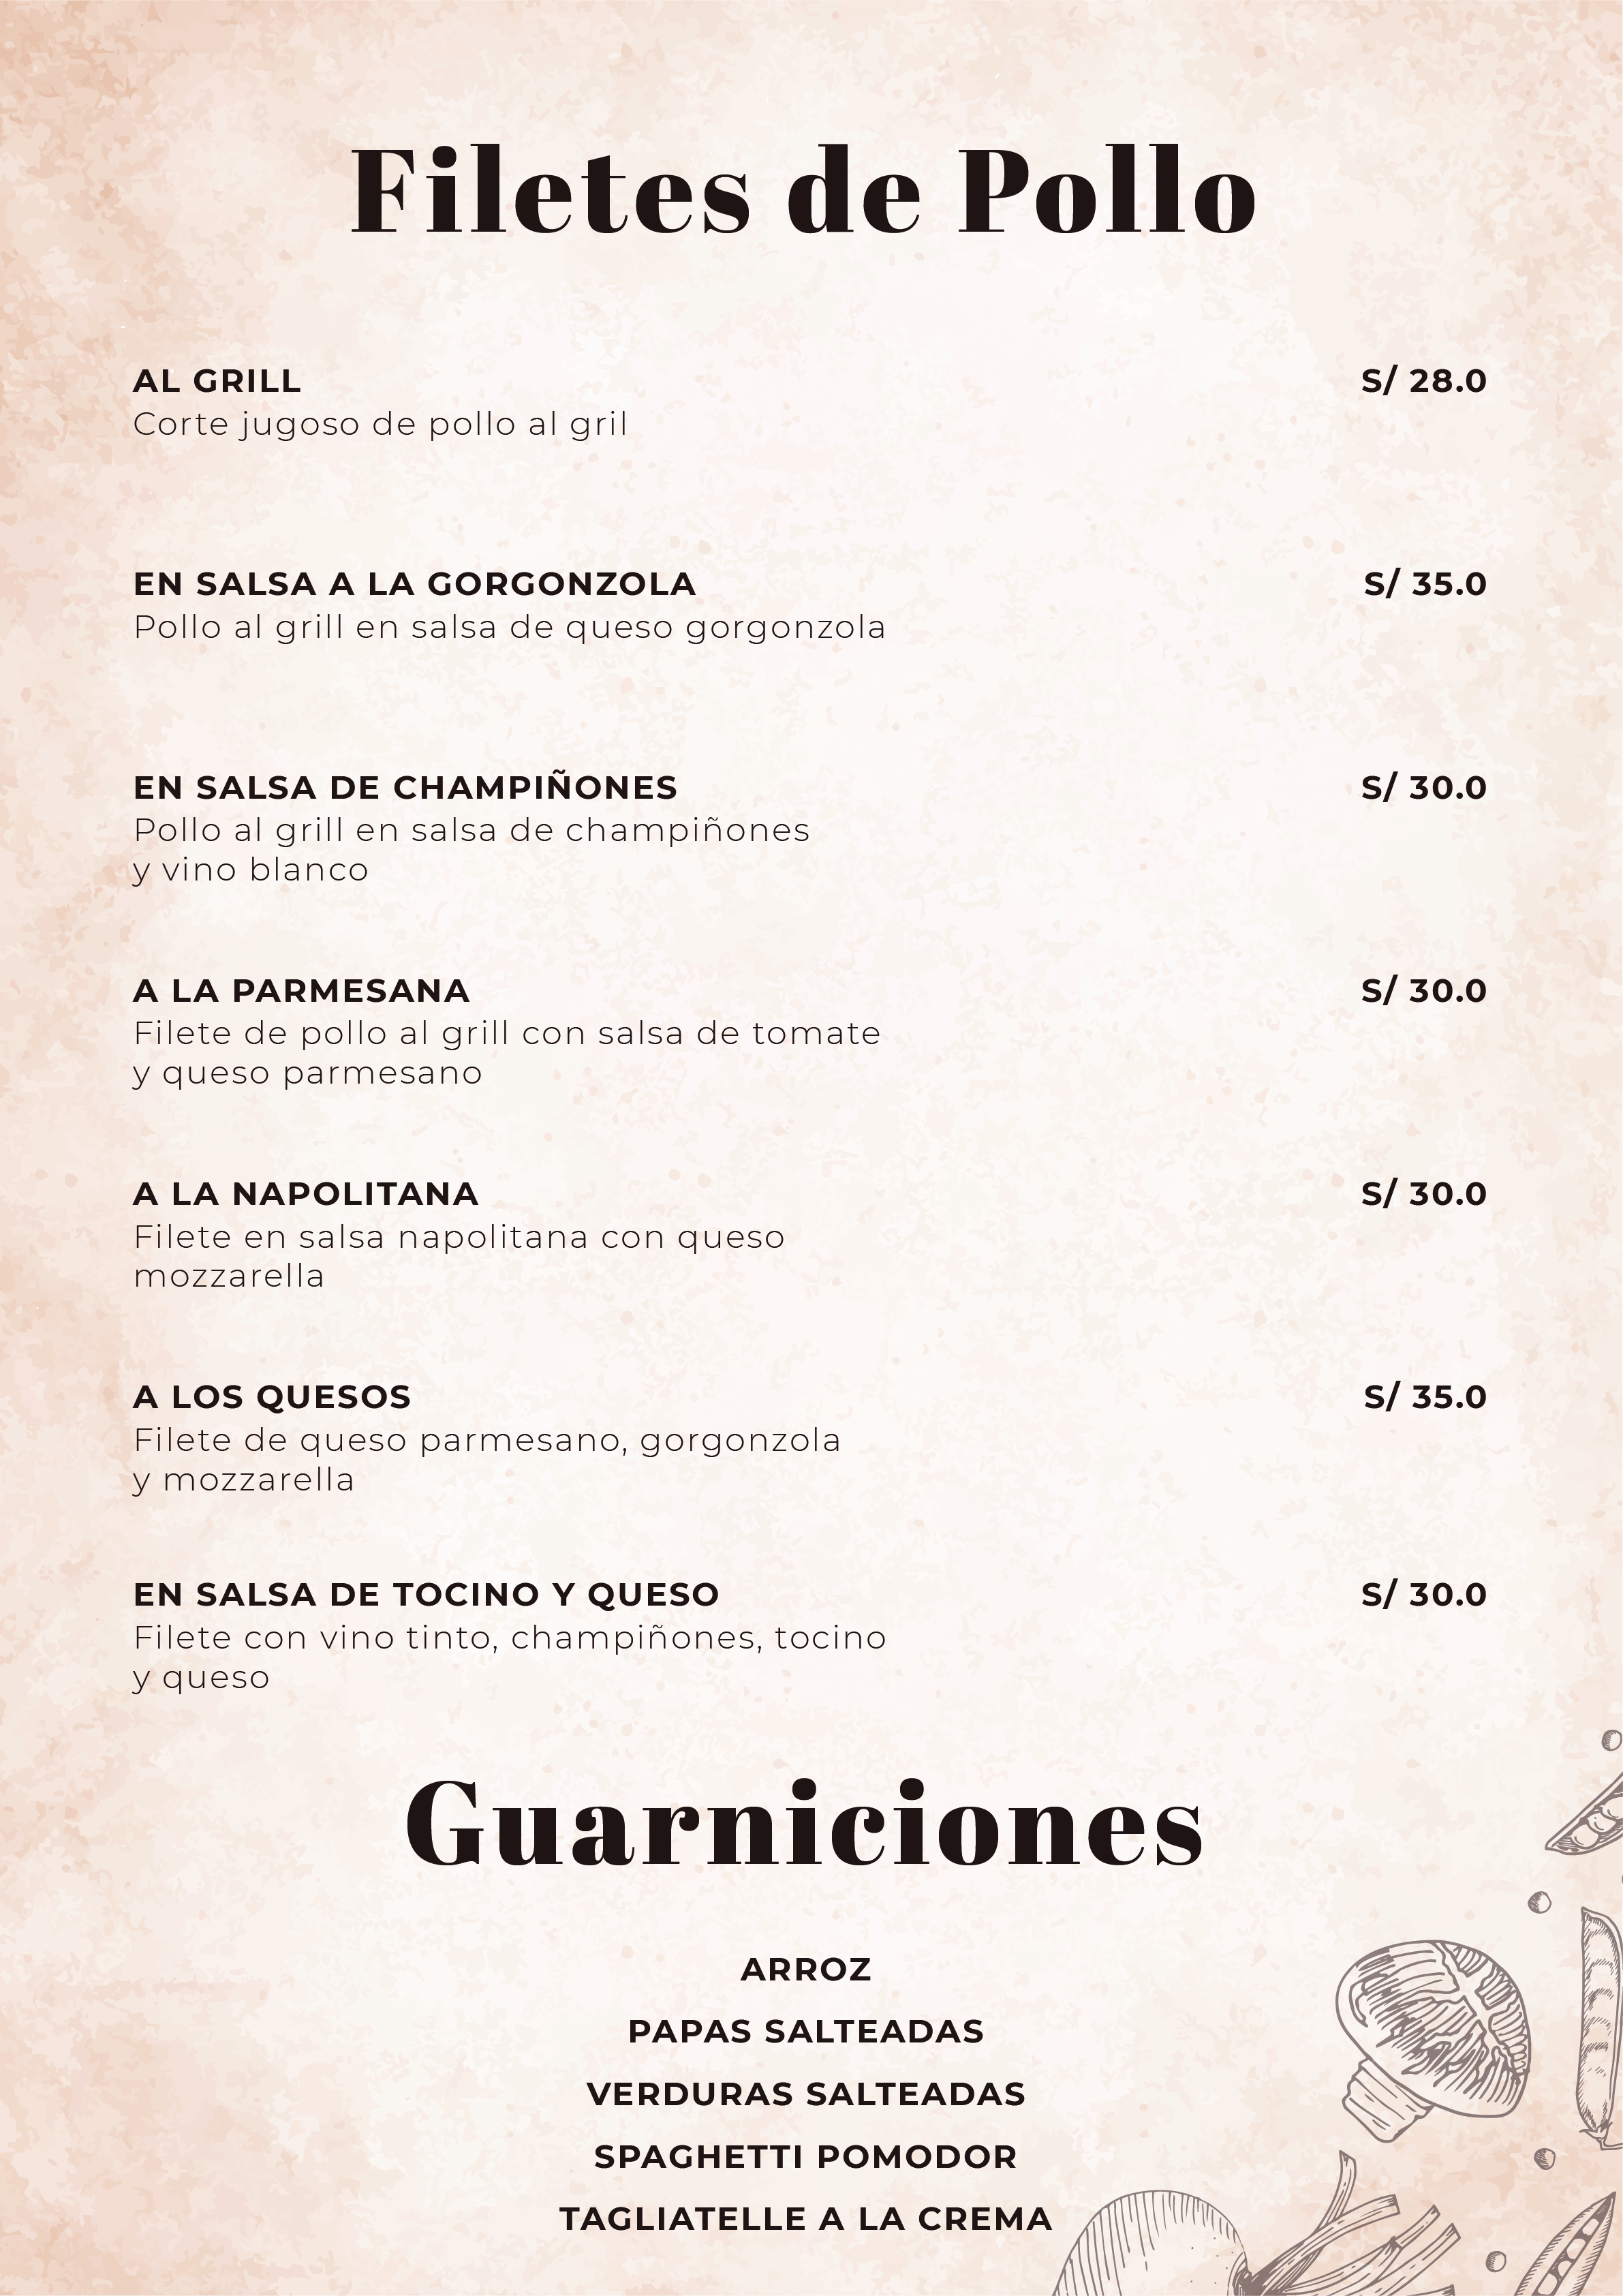 Filetes de Pollo
AL GRILL S/ 28.0
Corte jugoso de pollo al gril
EN SALSA A LA GORGONZOLA S/ 35.0
Pollo al grill en salsa de queso gorgonzola
EN SALSA DE CHAMPIÑONES S/ 30.0
Pollo al grill en salsa de champiñones
y vino blanco
A LA PARMESANA S/ 30.0
Filete de pollo al grill con salsa de tomate
y queso parmesano
A LA NAPOLITANA S/ 30.0
Filete en salsa napolitana con queso
mozzarella
A LOS QUESOS S/ 35.0
Filete de queso parmesano, gorgonzola
y mozzarella
EN SALSA DE TOCINO Y QUESO S/ 30.0
Filete con vino tinto, champiñones, tocino
y queso
Guarniciones
ARROZ
PAPAS SALTEADAS
VERDURAS SALTEADAS
SPAGHETTI POMODOR
TAGLIATELLE A LA CREMA